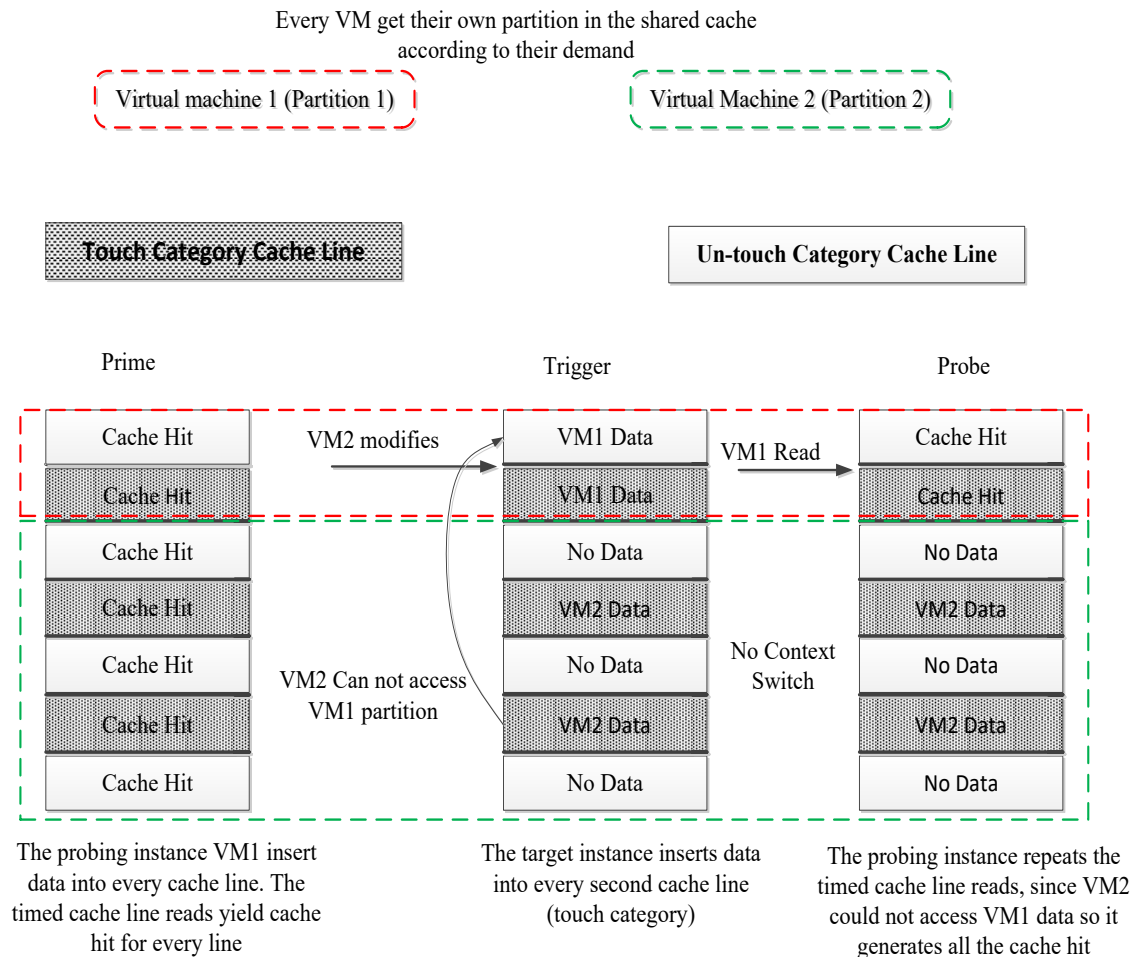 Every VM get their own partition in the shared cache
according to their demand
Virtual machine 1 (Partition 1)
Virtual Machine 2 (Partition 2)
Touch Category Cache Line
Un-touch Category Cache Line
Prime
Trigger
Probe
Cache Hit
VM2 modifies
VM1 Data
VM1 Read
Cache Hit
Cache Hit
VM1 Data
Cache Hit
Cache Hit
No Data
No Data
Cache Hit
VM2 Data
VM2 Data
Cache Hit
No Data
No Data
VM2 Can not access
VM1 partition
No Context
Switch
Cache Hit
VM2 Data
VM2 Data
Cache Hit
No Data
No Data
The probing instance VM1 insert
data into every cache line. The
timed cache line reads yield cache
hit for every line
The target instance inserts data
into every second cache line
(touch category)
The probing instance repeats the
timed cache line reads, since VM2
could not access VM1 data so it
generates all the cache hit